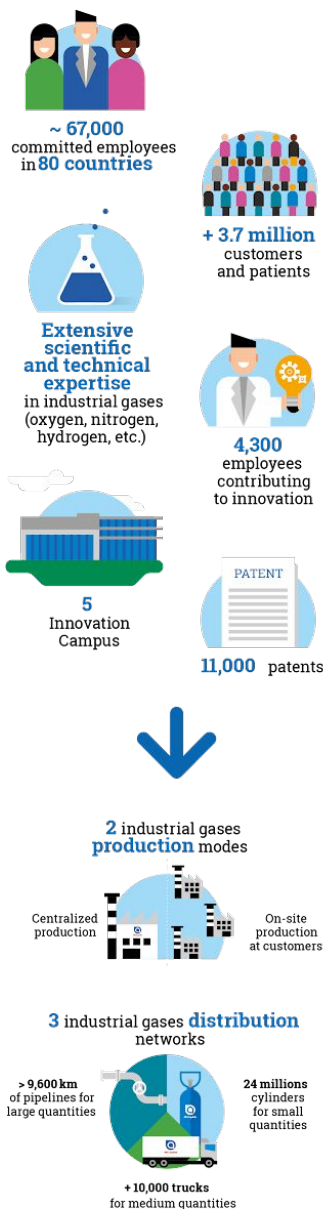 ~ 67,000
committed employees
in 80 countries
+ 3.7 million
customers
and patients
Extensive
scientific
and technical
expertise
in industrial gases
(oxygen, nitrogen,
hydrogen, etc.)
4,300
employees
contributing
to innovation
5
Innovation
Campus
PATENT
11,000 patents
2 industrial gases
production modes
Centralized
production
On-site
production
at customers
3 industrial gases distribution
networks
> 9,600 km
of pipelines for
large quantities
24 millions
cylinders
for small
quantities
+ 10,000 trucks
for medium quantities